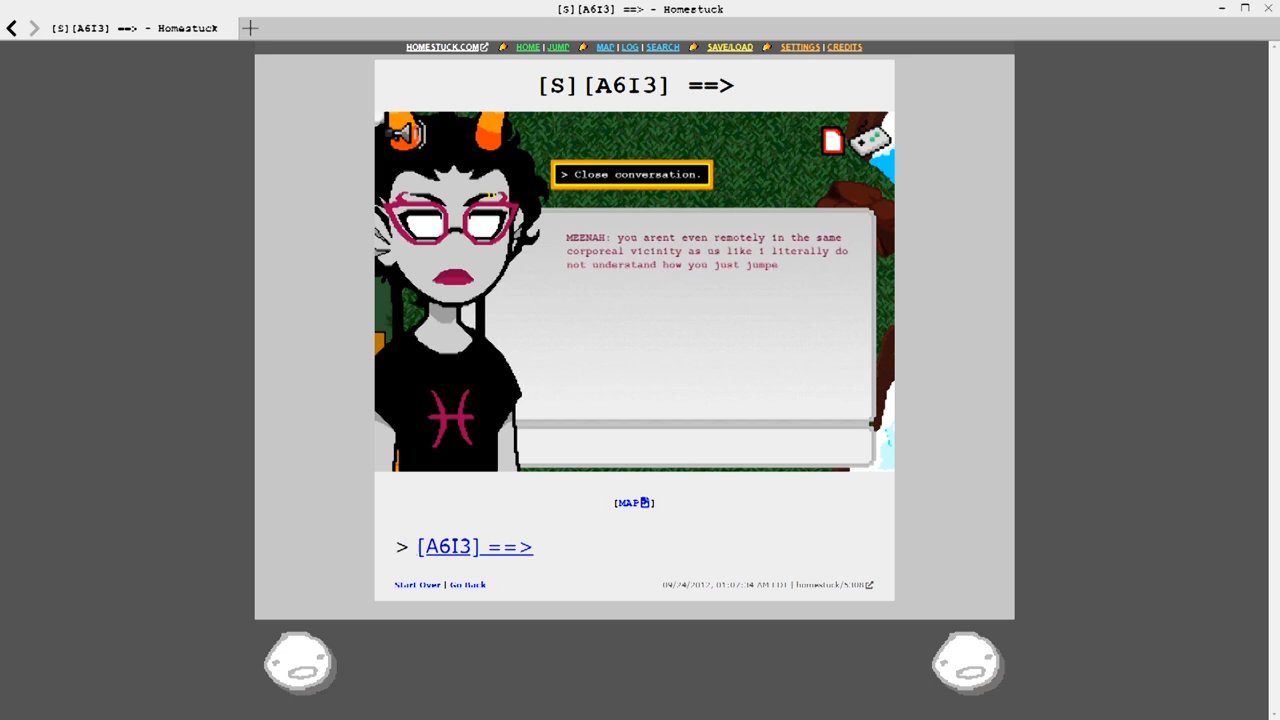 [S][A6I3] ==> - Homestuck
[S][A6I3] ==> - Homestuck
HOMESTUCK.COM HOME | JUMP MAP | LOG | SEARCH SAVE/LOAD SETTINGS | CREDITS
[S][A6I3] ==>
> Close conversation.
MEENAH: you arent even remotely in the same
corporeal vicinity as us like i literally do
not understand how you just jumpe
[MAP]
> [A6I3] ==>
Start Over | Go Back
09/24/2012, 01:07:34 AM EDT | homestuck/5308